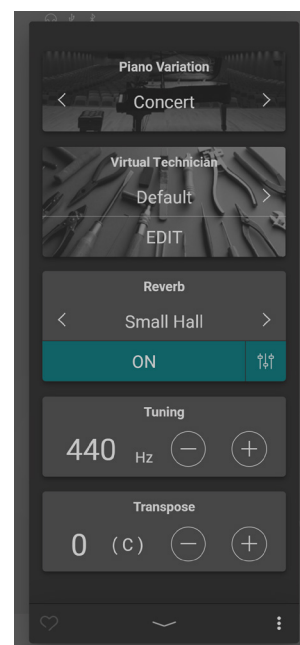 Piano Variation
Concert
Virtual Technician
Default
EDIT
Reverb
Small Hall
ON
Tuning
440 Hz
Transpose
0 (C)